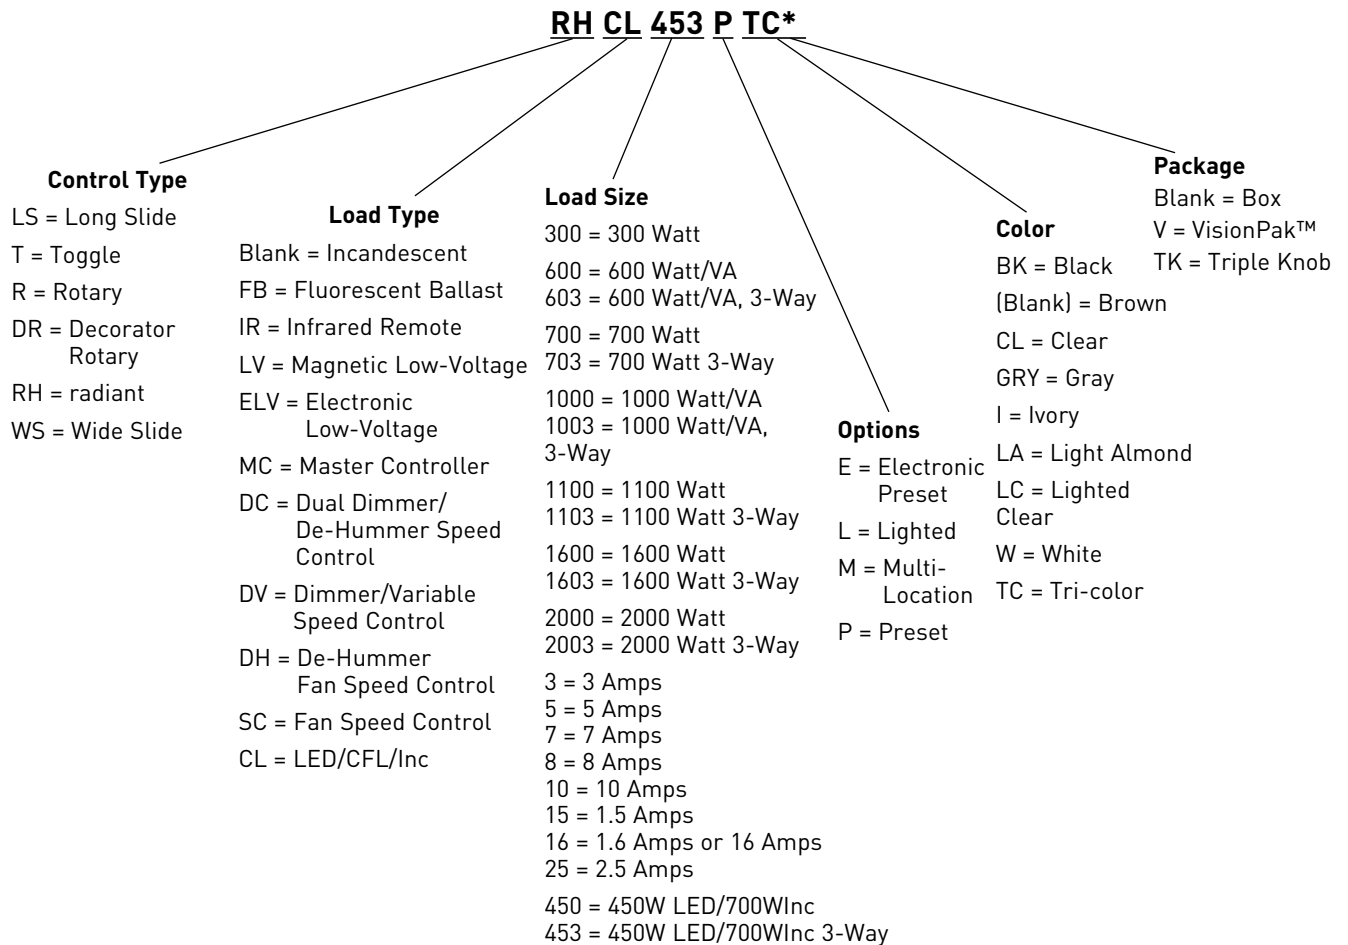 RH CL 453 P TC*
Control Type
LS = Long Slide
T = Toggle
R = Rotary
DR = Decorator
Rotary
RH = radiant
WS = Wide Slide
Load Type
Blank = Incandescent
FB = Fluorescent Ballast
IR = Infrared Remote
LV = Magnetic Low-Voltage
ELV = Electronic
Low-Voltage
MC = Master Controller
DC = Dual Dimmer/
De-Hummer Speed
Control
DV = Dimmer/Variable
Speed Control
DH = De-Hummer
Fan Speed Control
SC = Fan Speed Control
CL = LED/CFL/Inc
Load Size
300 = 300 Watt
600 = 600 Watt/VA
603 = 600 Watt/VA, 3-Way
700 = 700 Watt
703 = 700 Watt 3-Way
1000 = 1000 Watt/VA
1003 = 1000 Watt/VA,
3-Way
1100 = 1100 Watt
1103 = 1100 Watt 3-Way
1600 = 1600 Watt
1603 = 1600 Watt 3-Way
2000 = 2000 Watt
2003 = 2000 Watt 3-Way
3 = 3 Amps
5 = 5 Amps
7 = 7 Amps
8 = 8 Amps
10 = 10 Amps
15 = 1.5 Amps
16 = 1.6 Amps or 16 Amps
25 = 2.5 Amps
450 = 450W LED/700WInc
453 = 450W LED/700WInc 3-Way
Options
E = Electronic
Preset
L = Lighted
M = Multi-
Location
P = Preset
Color
BK = Black
(Blank) = Brown
CL = Clear
GRY = Gray
I = Ivory
LA = Light Almond
LC = Lighted
Clear
W = White
TC = Tri-color
Package
Blank = Box
V = VisionPak™
TK = Triple Knob